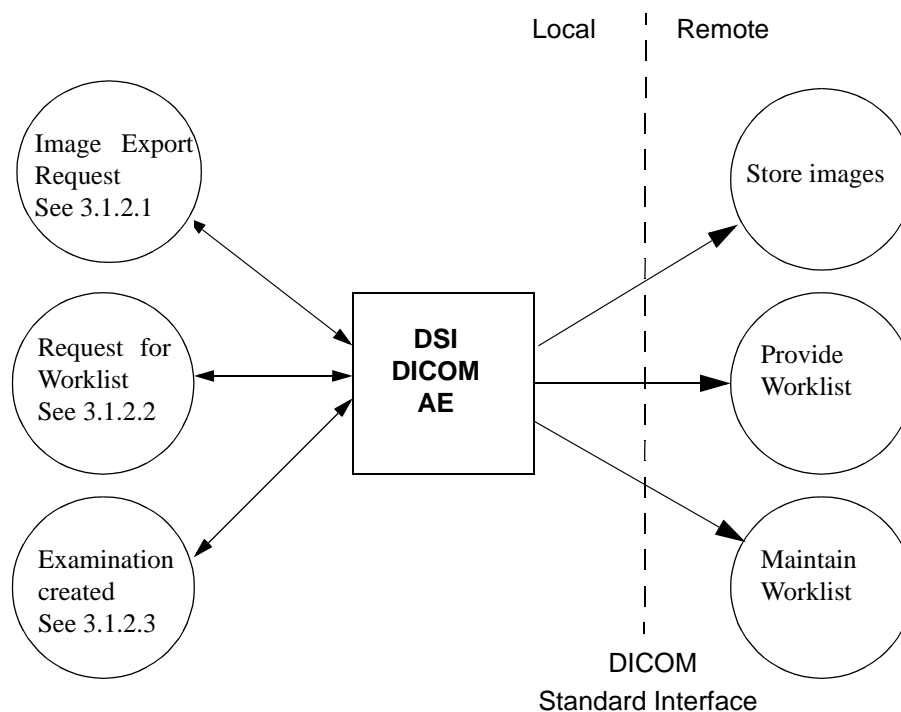 Local
Remote
Image Export
Request
See 3.1.2.1
Store images
DSI
DICOM
AE
Request for
Worklist
See 3.1.2.2
Provide
Worklist
Examination
created
See 3.1.2.3
Maintain
Worklist
DICOM
Standard Interface